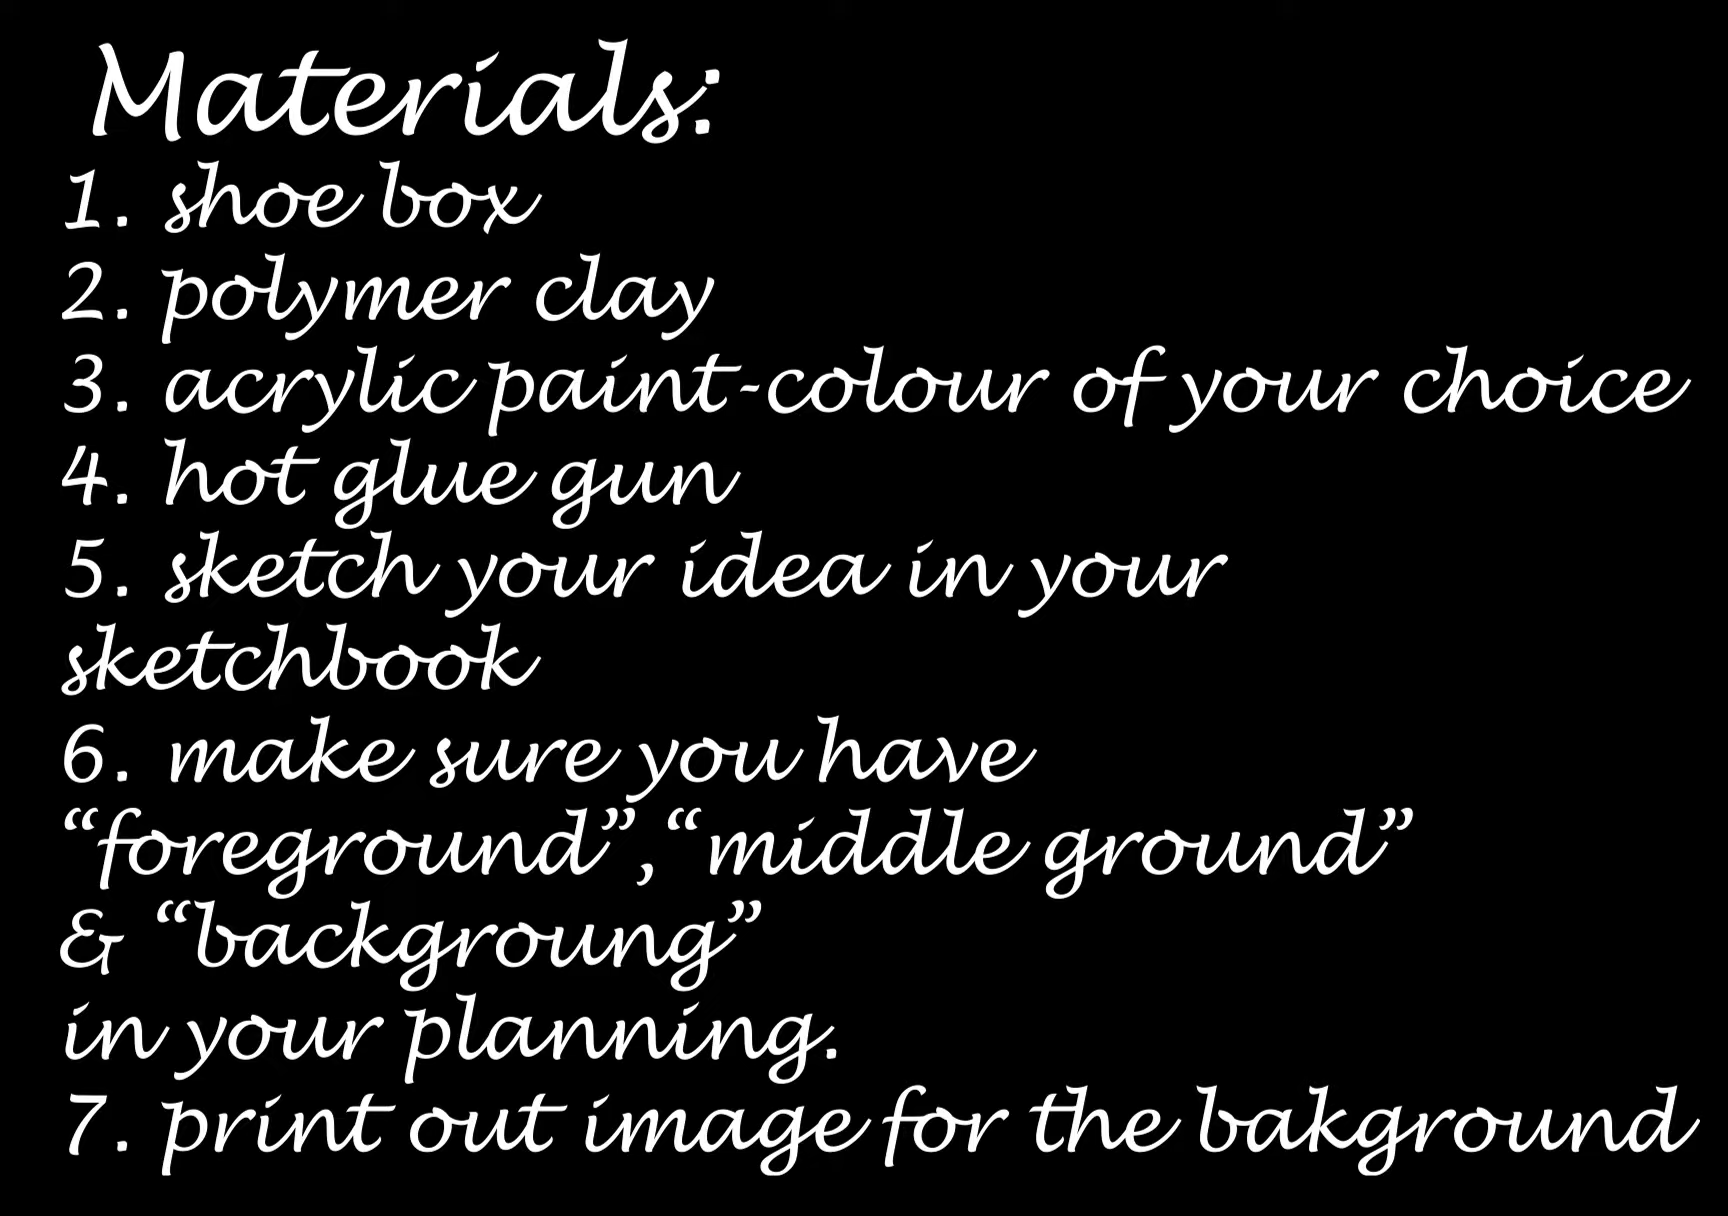 Materials:
1. shoe box
2. polymer clay
3. acrylic paint-colour of your choice
4. hot glue gun
5. sketch your idea in your
sketchbook
6. make sure you have
“foreground”,“middle ground”
& “backgroung”
in your planning.
7. print out image for the bakground